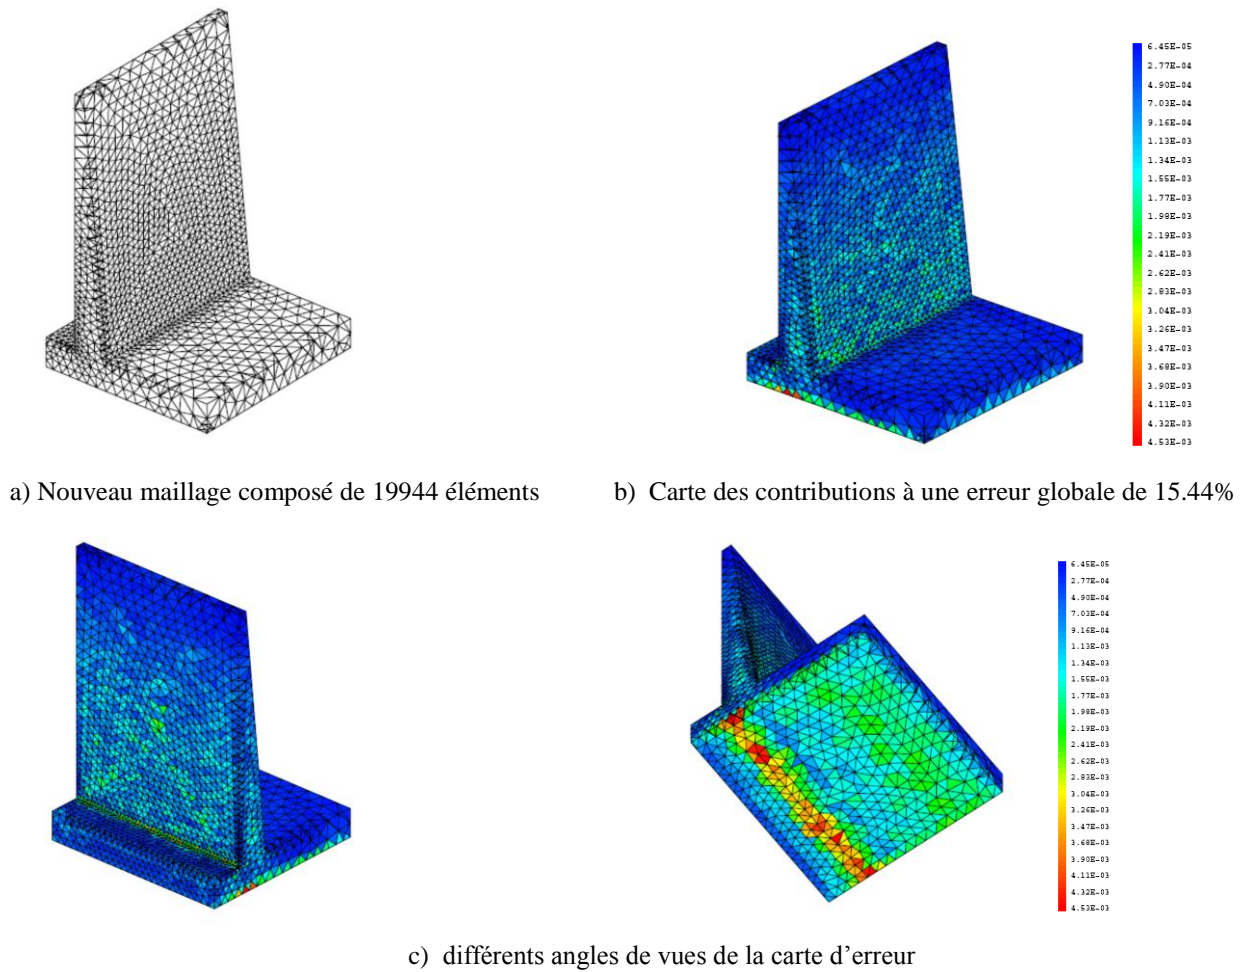 6.45E-05
2.77E-04
4.90E-04
7.03E-04
9.16E-04
1.13E-03
1.34E-03
1.55E-03
1.77E-03
1.98E-03
2.19E-03
2.41E-03
2.62E-03
2.83E-03
3.04E-03
3.26E-03
3.47E-03
3.68E-03
3.90E-03
4.11E-03
4.32E-03
4.53E-03
a) Nouveau maillage composé de 19944 éléments
b) Carte des contributions à une erreur globale de 15.44%
6.45E-05
2.77E-04
4.90E-04
7.03E-04
9.16E-04
1.13E-03
1.34E-03
1.55E-03
1.77E-03
1.98E-03
2.19E-03
2.41E-03
2.62E-03
2.83E-03
3.04E-03
3.26E-03
3.47E-03
3.68E-03
3.90E-03
4.11E-03
4.32E-03
4.53E-03
c) différents angles de vues de la carte d’erreur